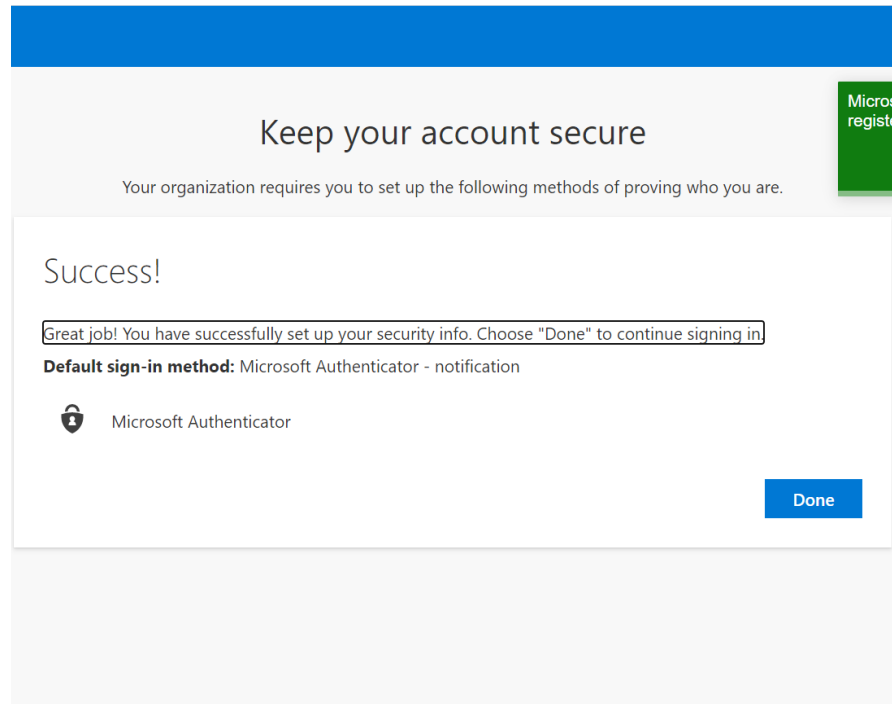 Micros
registe
Keep your account secure
Your organization requires you to set up the following methods of proving who you are.
Success!
Great job! You have successfully set up your security info. Choose "Done" to continue signing in.
Default sign-in method: Microsoft Authenticator - notification
Microsoft Authenticator
Done